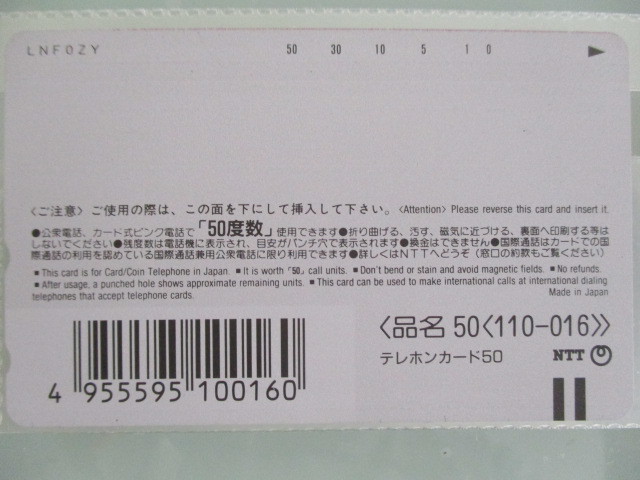 LNF0ZY 50 30 10 5 1 0
〈ご注意〉ご使用の際は、この面を下にして挿入して下さい。〈Attention〉Please reverse this card and insert it.
●公衆電話、カード式ピンク電話で「50度数」使用できます●折り曲げる、汚す、磁気に近づける、裏面へ印刷する等は
しないでください●残度数は電話機に表示され、目安がパンチ穴で表示されます●換金はできません●国際通話はカードでの国
際通話の利用を認めている国際通話兼用公衆電話に限り利用できます●詳しくはNTTへどうぞ(窓口の約款もご覧ください)
■This card is for Card/Coin Telephone in Japan. ■It is worth「50」call units. ■Don't bend or stain and avoid magnetic fields. ■No refunds.
■After usage, a punched hole shows approximate remaining units. ■This card can be used to make international calls at international dialing
telephones that accept telephone cards. Made in Japan
〈品名 50〈110-016〉〉
テレホンカード50 NTT
4 955595 100160